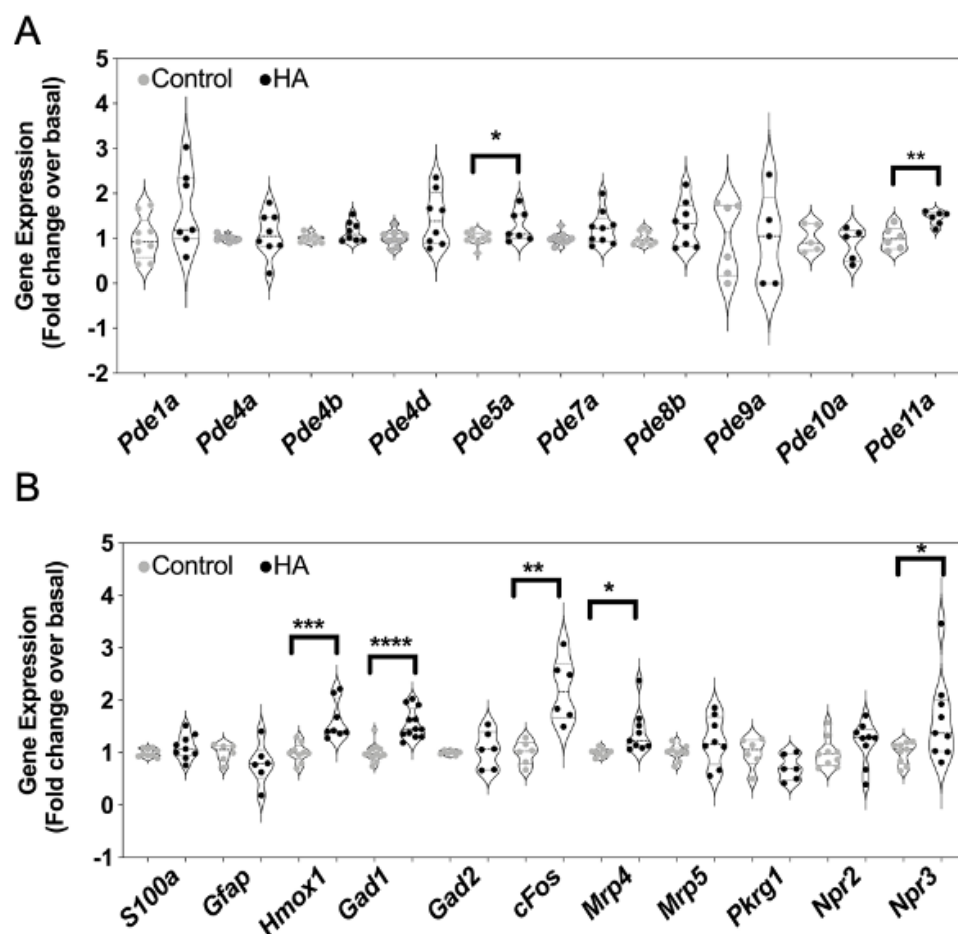 A
Gene Expression
(Fold change over basal)
Control HA
5
4
3
2
1
0
-1
-2
*
**
Pde1a Pde4a Pde4b Pde4d Pde5a Pde7a Pde8b Pde9a Pde10a Pde11a
B
Gene Expression
(Fold change over basal)
Control HA
5
4
3
2
1
0
-1
***
****
**
*
*
S100a Gfap Hmox1 Gad1 Gad2 cFos Mrp4 Mrp5 Pkrg1 Npr2 Npr3